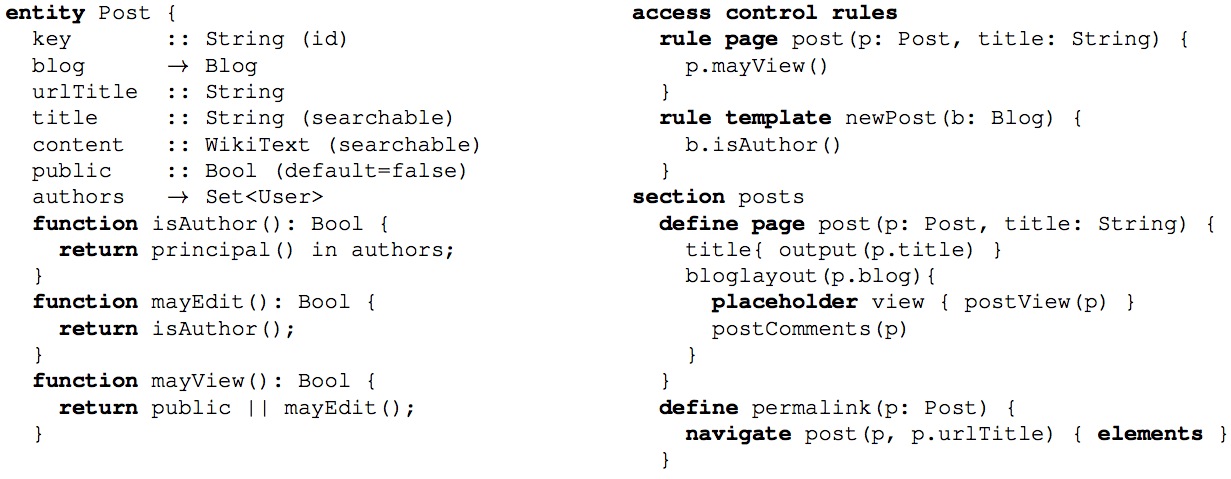 entity Post {
  key       :: String (id)
  blog      → Blog
  urlTitle  :: String
  title     :: String (searchable)
  content   :: WikiText (searchable)
  public    :: Bool (default=false)
  authors   → Set<User>
  function isAuthor(): Bool {
    return principal() in authors;
  }
  function mayEdit(): Bool {
    return isAuthor();
  }
  function mayView(): Bool {
    return public || mayEdit();
  }
access control rules
  rule page post(p: Post, title: String) {
    p.mayView()
  }
  rule template newPost(b: Blog) {
    b.isAuthor()
  }
section posts
  define page post(p: Post, title: String) {
    title{ output(p.title) }
    bloglayout(p.blog){
      placeholder view { postView(p) }
      postComments(p)
    }
  }
  define permalink(p: Post) {
    navigate post(p, p.urlTitle) { elements }
  }